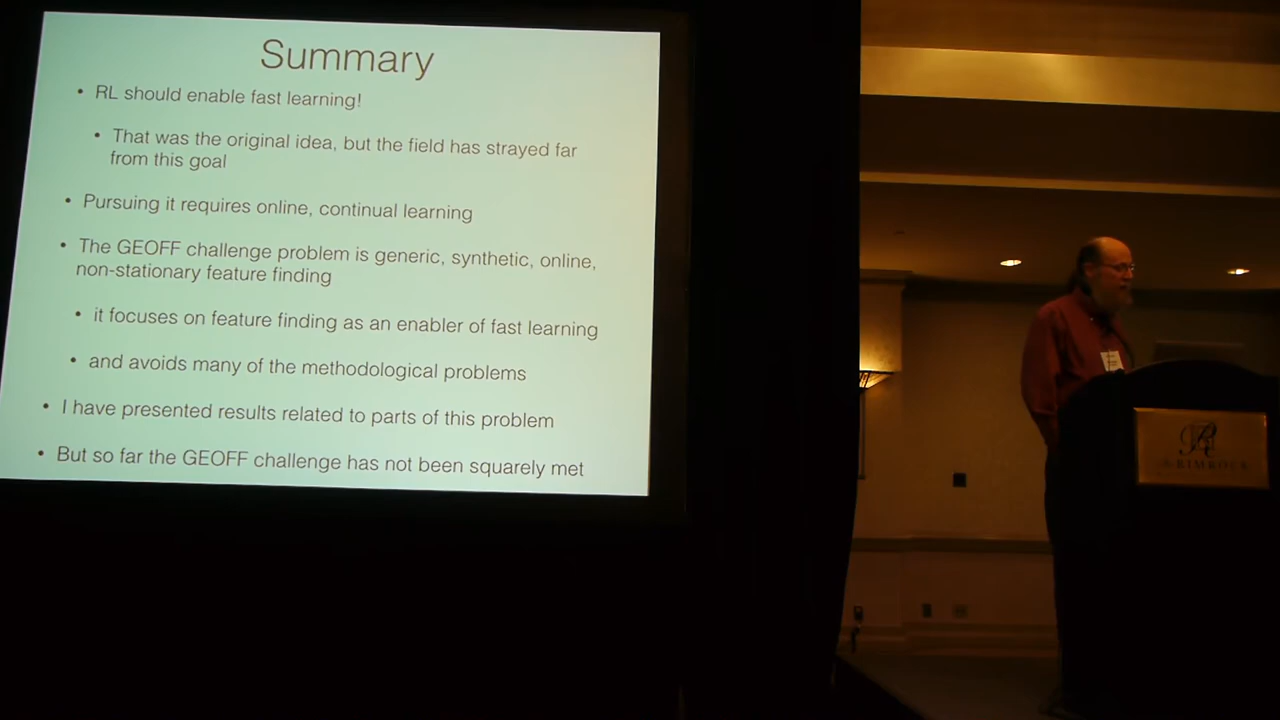 Summary
• RL should enable fast learning!
• That was the original idea, but the field has strayed far
from this goal
• Pursuing it requires online, continual learning
• The GEOFF challenge problem is generic, synthetic, online,
non-stationary feature finding
• it focuses on feature finding as an enabler of fast learning
• and avoids many of the methodological problems
• I have presented results related to parts of this problem
• But so far the GEOFF challenge has not been squarely met
RIMROCK